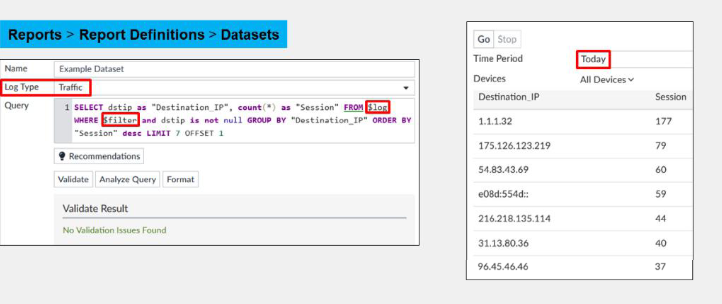 Reports > Report Definitions > Datasets
Name Example Dataset
Log Type Traffic
Query 1 SELECT dstip as "Destination_IP", count(*) as "Session" FROM $log
WHERE $filter and dstip is not null GROUP BY "Destination_IP" ORDER BY
"Session" desc LIMIT 7 OFFSET 1
Recommendations
Validate Analyze Query Format
Validate Result
No Validation Issues Found
Go Stop
Time Period Today
Devices All Devices
Destination_IP Session
1.1.1.32 177
175.126.123.219 79
54.83.43.69 60
e08d:554d:: 59
216.218.135.114 44
31.13.80.36 40
96.45.46.46 37